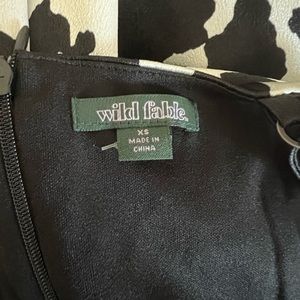 wild fable.
XS
MADE IN
CHINA